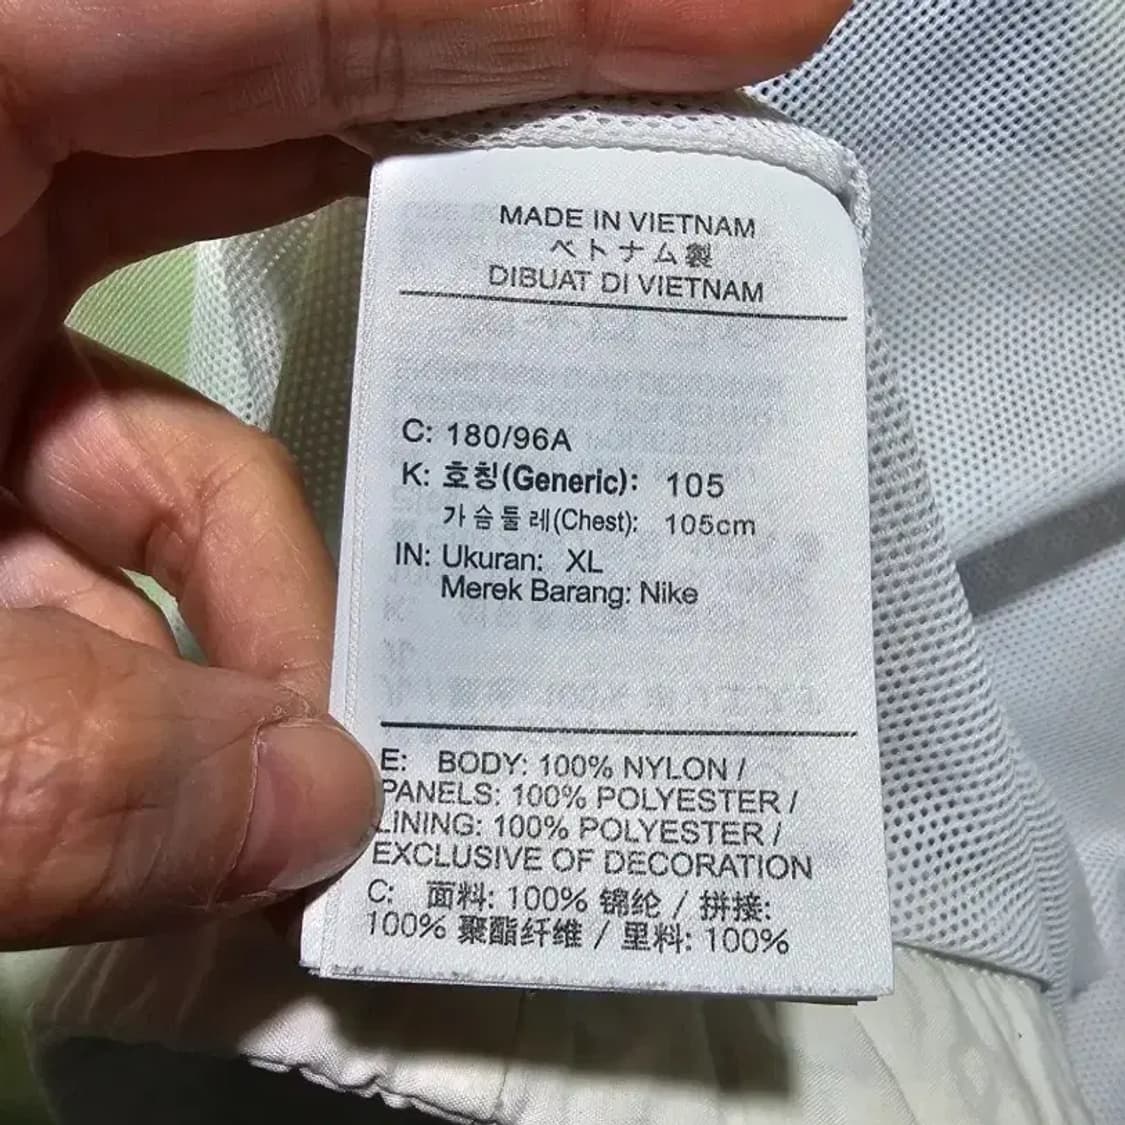 MADE IN VIETNAM
ベトナム製
DIBUAT DI VIETNAM
C: 180/96A
K: 호칭(Generic): 105
가슴둘레(Chest): 105cm
IN: Ukuran: XL
Merek Barang: Nike
E: BODY: 100% NYLON /
PANELS: 100% POLYESTER /
LINING: 100% POLYESTER /
EXCLUSIVE OF DECORATION
C: 面料: 100% 锦纶 / 拼接:
100% 聚酯纤维 / 里料: 100%